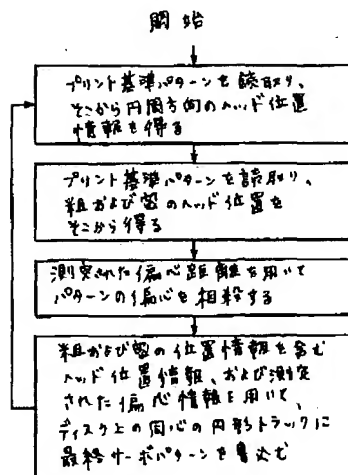 開始
プリント基準パターンを読取り、
そこから円周方向のヘッド位置
情報を得る
プリント基準パターンを読取り、
粗および密のヘッド位置を
そこから得る
測定された偏心距離を用いて
パターンの偏心を相殺する
粗および密の位置情報を含む
ヘッド位置情報、および測定
された偏心情報を用いて、
ディスク上の同心の円形トラックに
最終サーボパターンを書込む